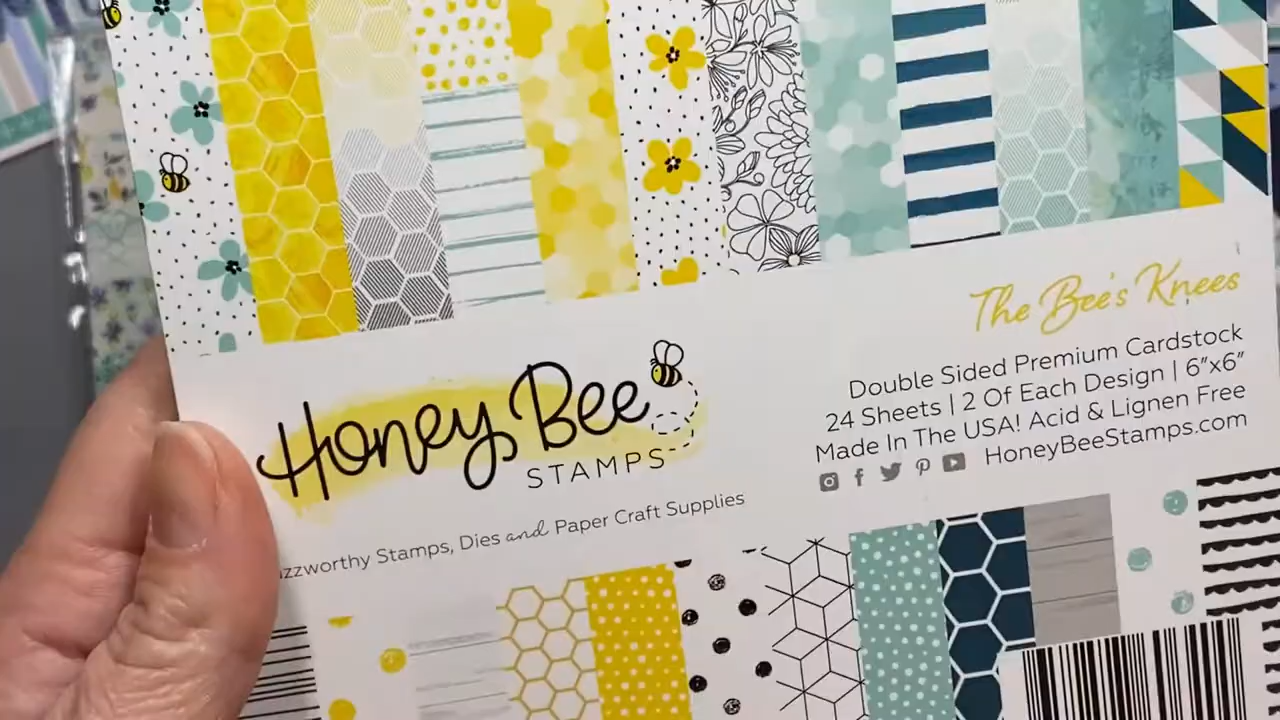 The Bee's Knees
Double Sided Premium Cardstock
24 Sheets | 2 Of Each Design | 6"x6"
Made In The USA! Acid & Lignen Free
HoneyBeeStamps.com
Honey Bee
STAMPS
zzworthy Stamps, Dies and Paper Craft Supplies